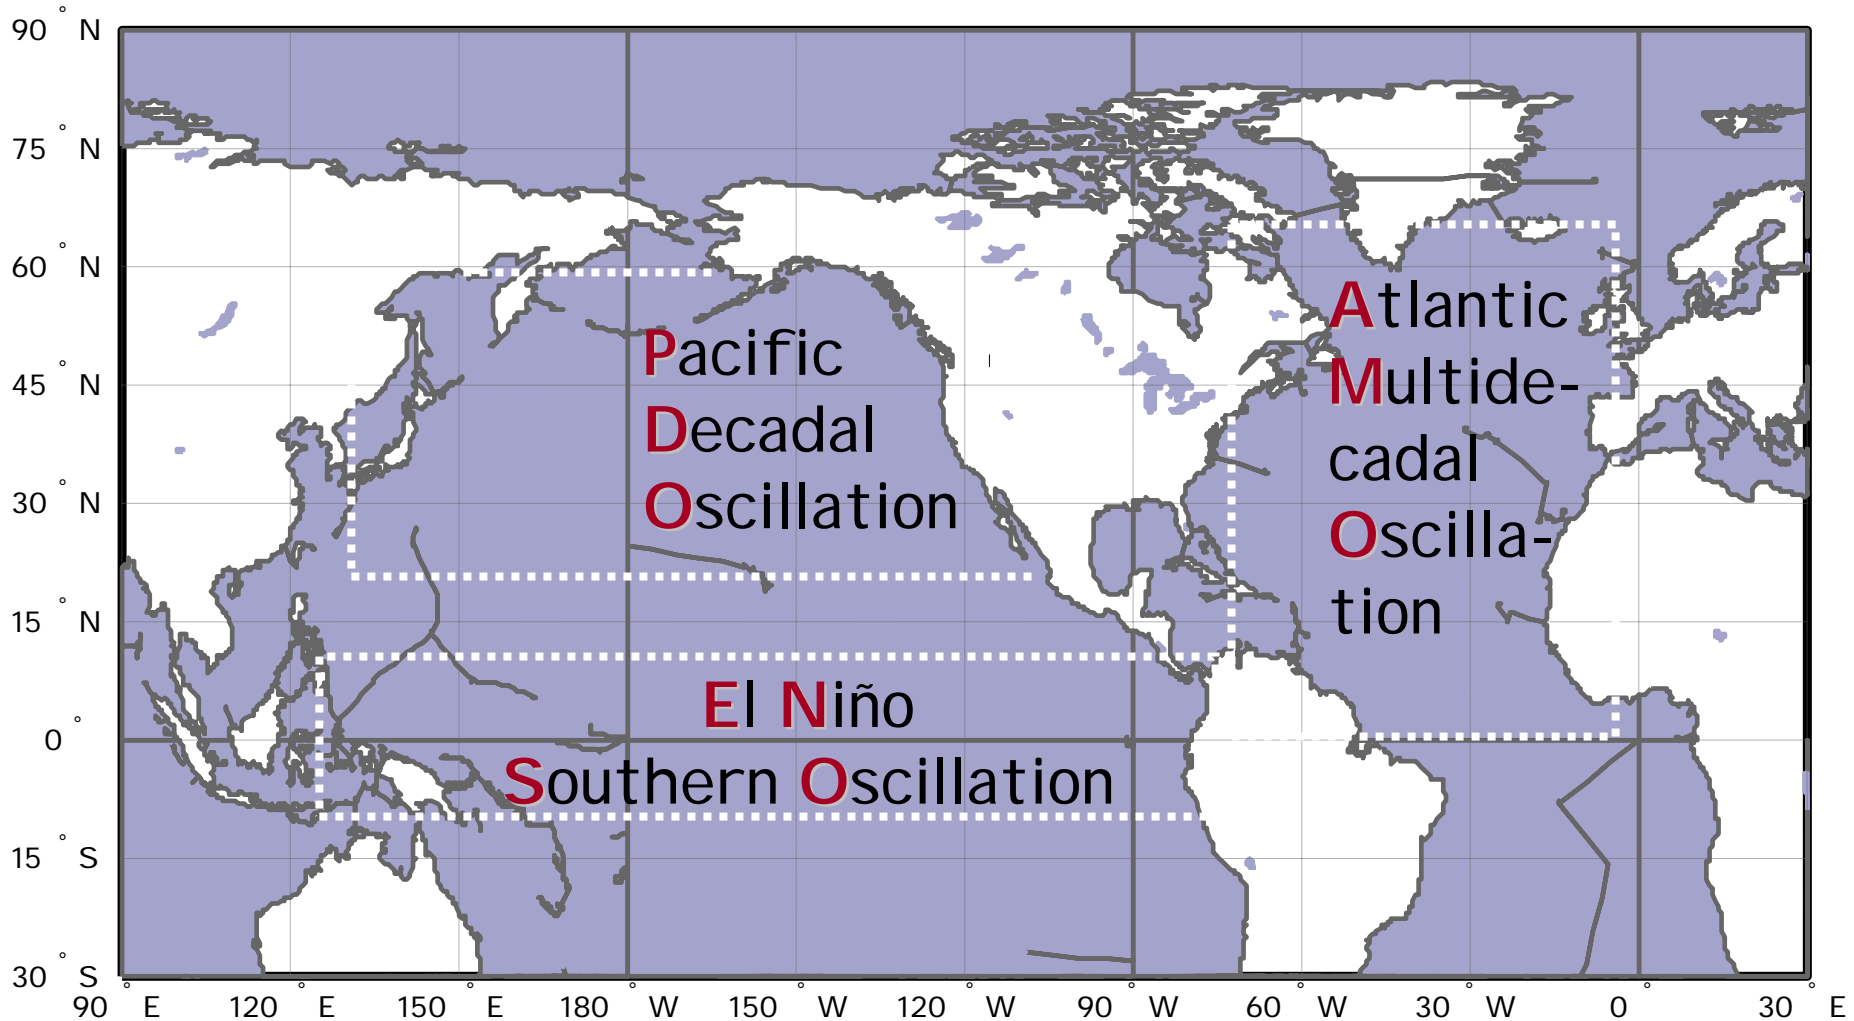 90° N
75° N
60° N
45° N
30° N
15° N
0°
15° S
30° S
Pacific
Decadal
Oscillation
Atlantic
Multide-
cadal
Oscilla-
tion
El Niño
Southern Oscillation
90° E 120° E 150° E 180° W 150° W 120° W 90° W 60° W 30° W 0° 30° E